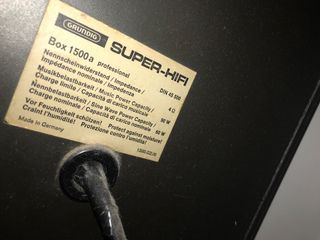 GRUNDIG SUPER-HIFI
Box 1500a professional DIN 45 500
Nennscheinwiderstand / Impedance /
Impédance nominale / Impedenza 4 Ω
Musikbelastbarkeit / Music Power Capacity /
Charge limite / Capacità di carico musicale 90 W
Nennbelastbarkeit / Sine Wave Power Capacity /
Charge nominale / Capacità di carico nominale 60 W
Vor Feuchtigkeit schützen! Protect against moisture!
Craint l'humidité! Protezione contro l'umidità!
Made in Germany